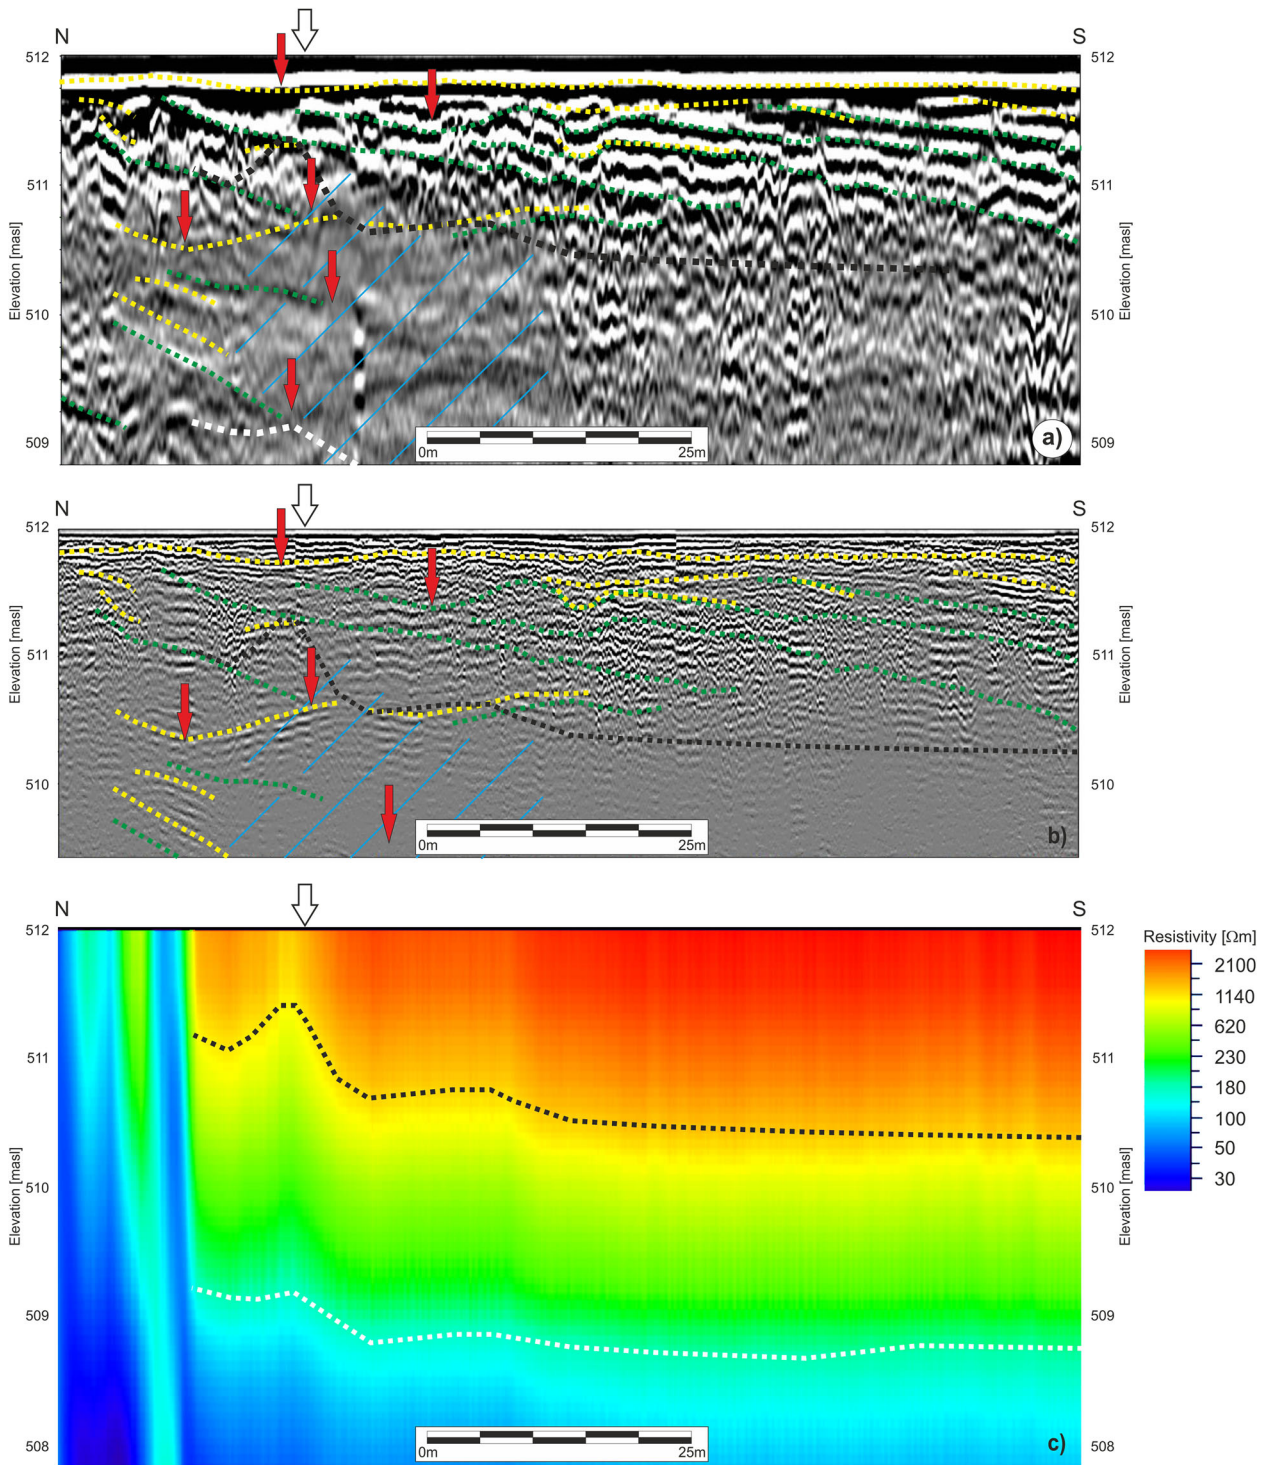 N S
512 512
511 511
510 510
509 509
Elevation [masl]
Elevation [masl]
0m 25m
a)
N S
512 512
511 511
510 510
Elevation [masl]
Elevation [masl]
0m 25m
b)
N S
512 512
511 511
510 510
509 509
508 508
Elevation [masl]
Elevation [masl]
0m 25m
c)
Resistivity [Ωm]
2100
1140
620
230
180
100
50
30